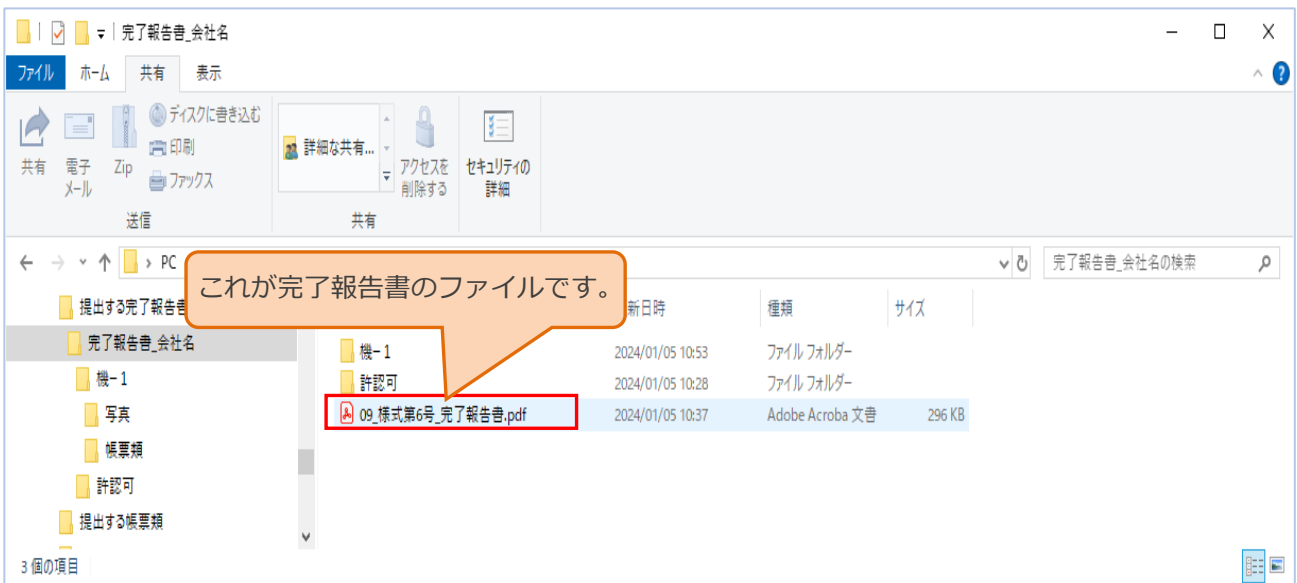 完了報告書_会社名
ファイル ホーム 共有 表示
共有
電子
メール
Zip
ディスクに書き込む
印刷
ファックス
送信
詳細な共有...
アクセスを
削除する
共有
セキュリティの
詳細
PC
完了報告書_会社名の検索
これが完了報告書のファイルです。
提出する完了報告書
完了報告書_会社名
機-1
写真
帳票類
許認可
提出する帳票類
新日時 種類 サイズ
機-1 2024/01/05 10:53 ファイル フォルダー
許認可 2024/01/05 10:28 ファイル フォルダー
09_様式第6号_完了報告書.pdf 2024/01/05 10:37 Adobe Acroba 文書 296 KB
3 個の項目